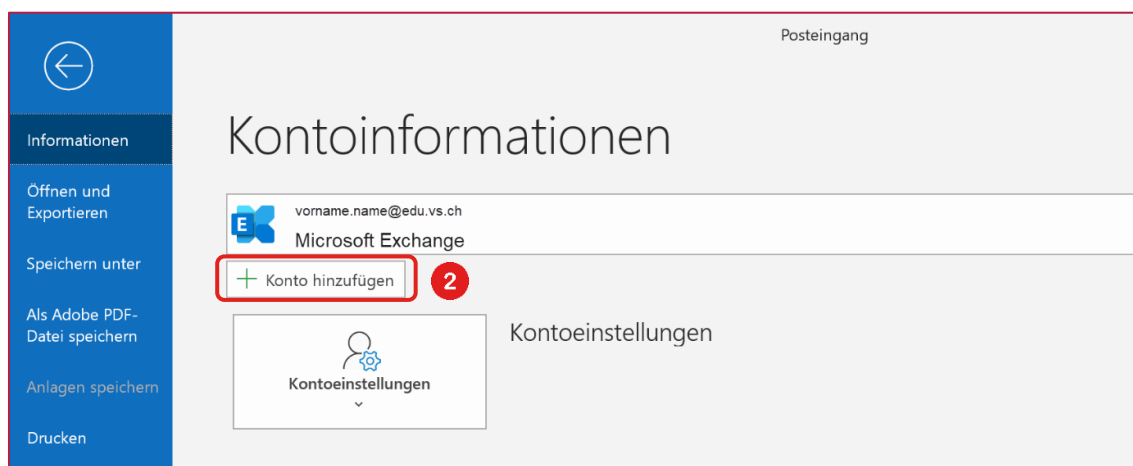 Posteingang
Informationen
Öffnen und
Exportieren
Speichern unter
Als Adobe PDF-
Datei speichern
Anlagen speichern
Drucken
Kontoinformationen
E
vorname.name@edu.vs.ch
Microsoft Exchange
Konto hinzufügen
2
Kontoeinstellungen
Kontoeinstellungen